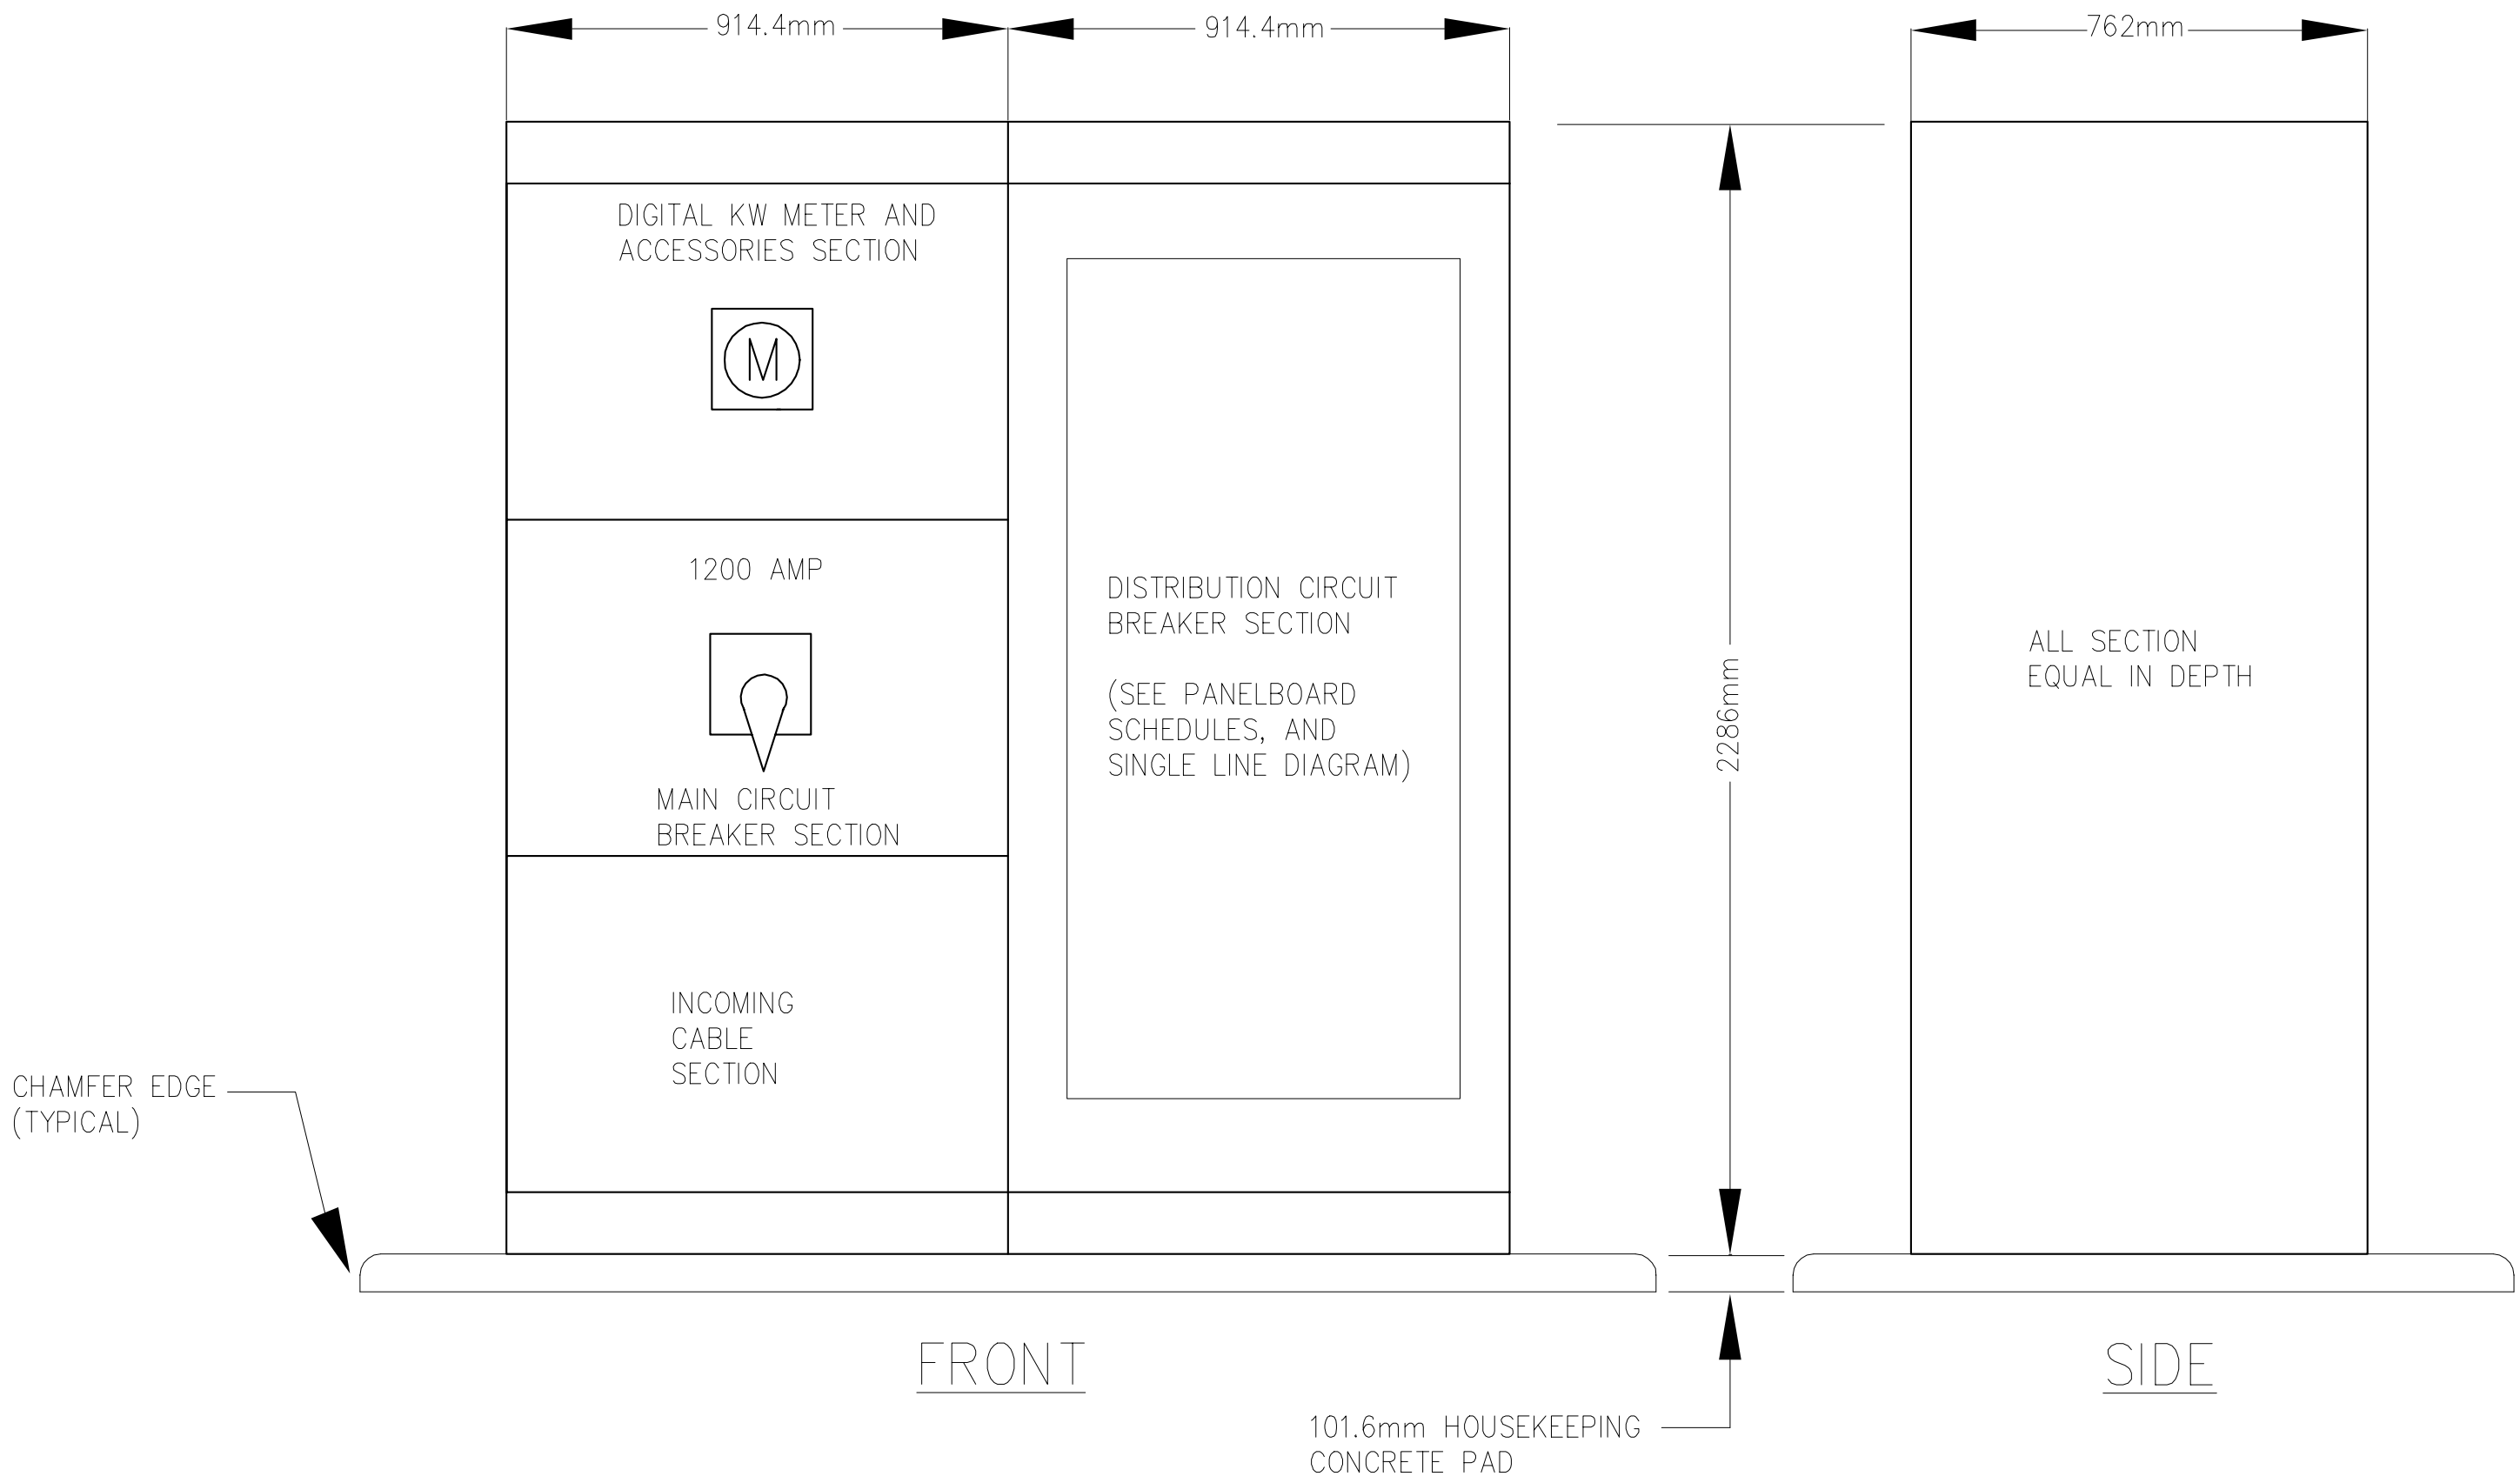 914.4mm
914.4mm
762mm
DIGITAL KW METER AND
ACCESSORIES SECTION
M
1200 AMP
MAIN CIRCUIT
BREAKER SECTION
INCOMING
CABLE
SECTION
DISTRIBUTION CIRCUIT
BREAKER SECTION
(SEE PANELBOARD
SCHEDULES, AND
SINGLE LINE DIAGRAM)
2286mm
ALL SECTION
EQUAL IN DEPTH
CHAMFER EDGE
(TYPICAL)
FRONT
SIDE
101.6mm HOUSEKEEPING
CONCRETE PAD